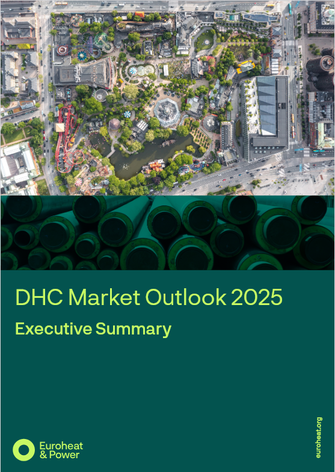 DHC Market Outlook 2025
Executive Summary
Euroheat
& Power
euroheat.org